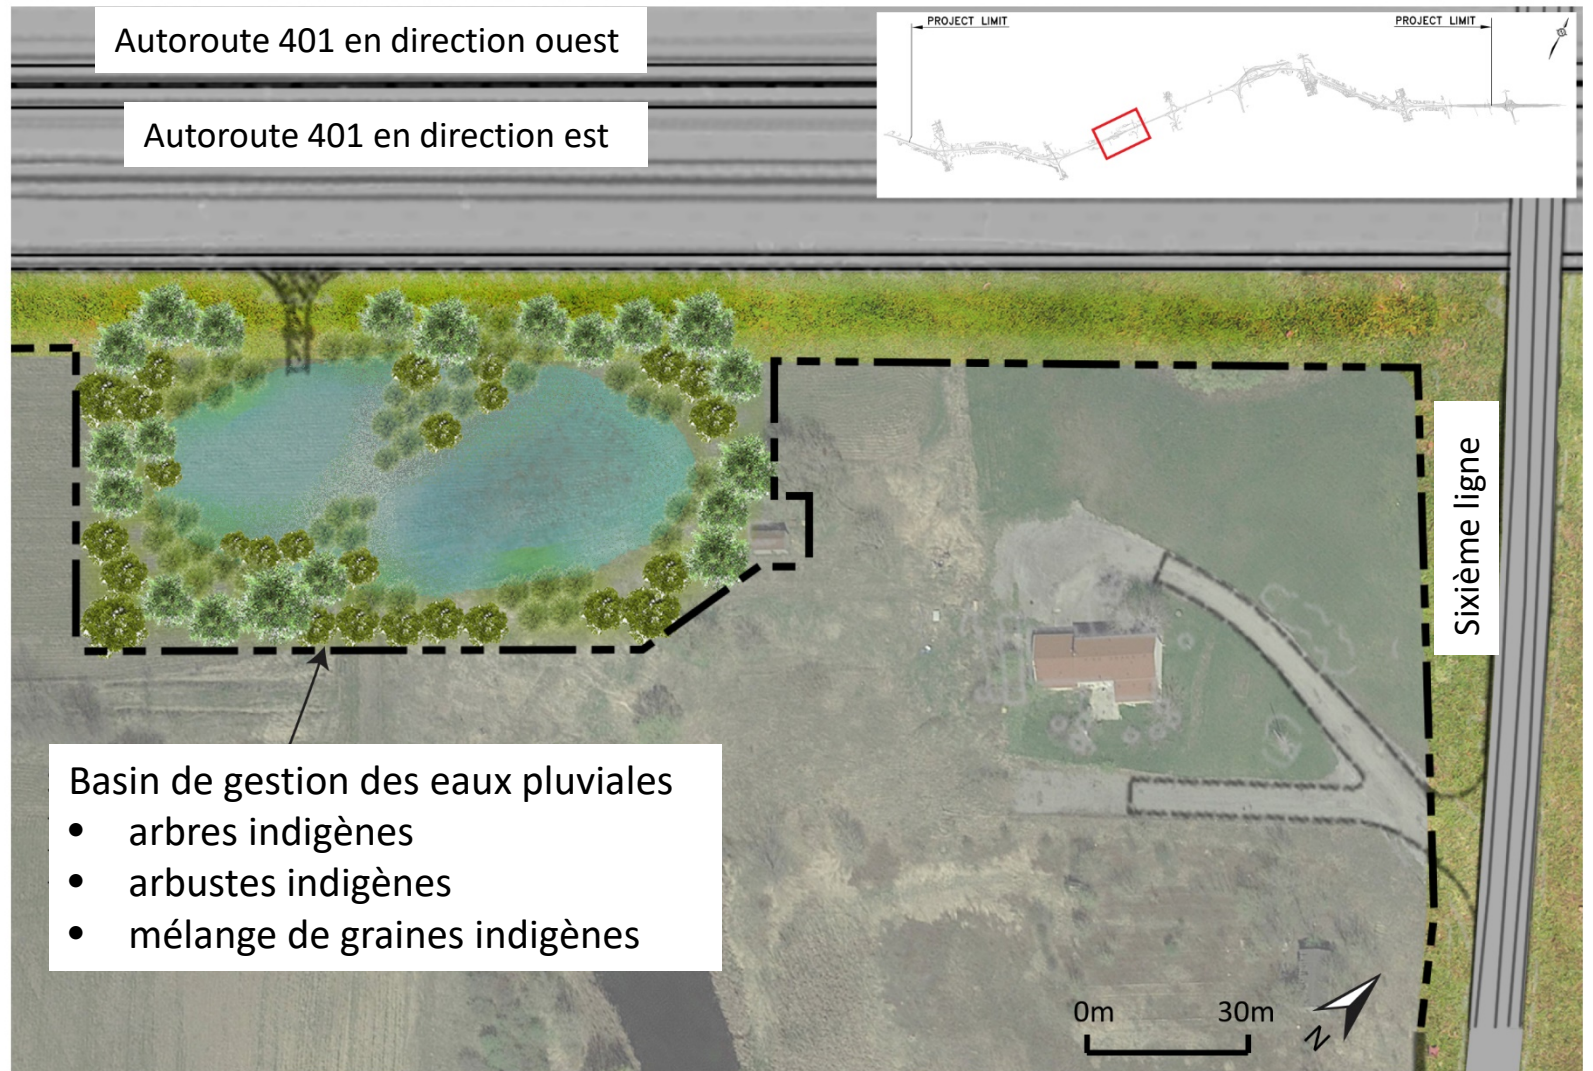 Autoroute 401 en direction ouest
Autoroute 401 en direction est
PROJECT LIMIT
PROJECT LIMIT
Sixième ligne
Basin de gestion des eaux pluviales
• arbres indigènes
• arbustes indigènes
• mélange de graines indigènes
0m 30m
N